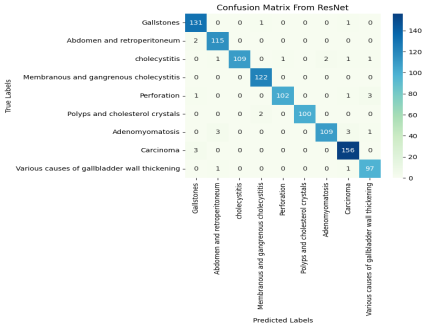 Confusion Matrix From ResNet
True Labels
Gallstones 131 0 0 1 0 0 0 1 0
Abdomen and retroperitoneum 2 115 0 0 0 0 0 0 0
cholecystitis 0 1 109 0 1 0 2 1 1
Membranous and gangrenous cholecystitis 0 0 0 122 0 0 0 0 0
Perforation 1 0 0 0 102 0 0 1 3
Polyps and cholesterol crystals 0 0 0 2 0 100 0 0 0
Adenomyomatosis 0 3 0 0 0 0 109 3 1
Carcinoma 3 0 0 0 0 0 0 156 0
Various causes of gallbladder wall thickening 0 1 0 0 0 0 0 1 97
Gallstones
Abdomen and retroperitoneum
cholecystitis
Membranous and gangrenous cholecystitis
Perforation
Polyps and cholesterol crystals
Adenomyomatosis
Carcinoma
Various causes of gallbladder wall thickening
Predicted Labels
140
120
100
80
60
40
20
0